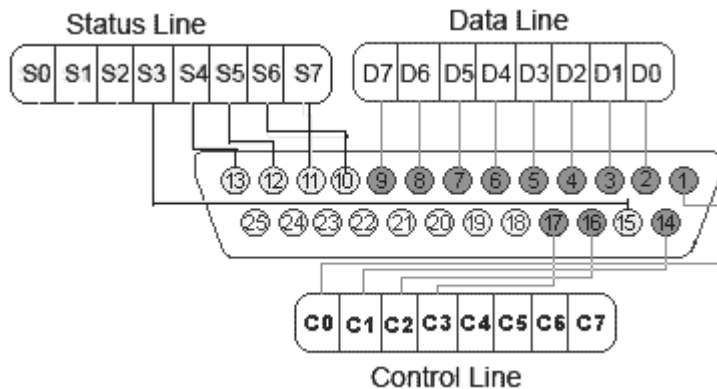 Status Line Data Line
S0 S1 S2 S3 S4 S5 S6 S7 D7 D6 D5 D4 D3 D2 D1 D0
13 12 11 10 9 8 7 6 5 4 3 2 1
25 24 23 22 21 20 19 18 17 16 15 14
C0 C1 C2 C3 C4 C5 C6 C7
Control Line